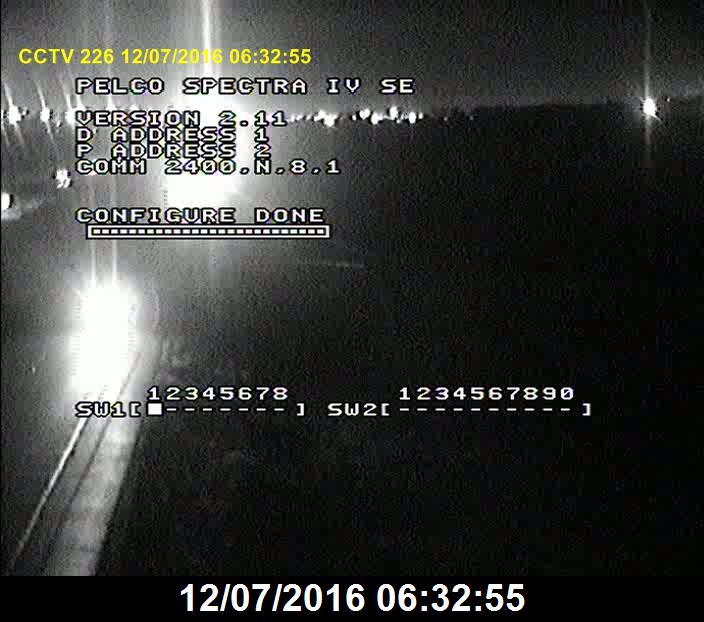 CCTV 226 12/07/2016 06:32:55
PELCO SPECTRA IV SE
VERSION 2.11
D ADDRESS 1
P ADDRESS 2
COMM 2400.N.8.1
CONFIGURE DONE
12345678 1234567890
SW1[■-------] SW2[----------]
12/07/2016 06:32:55